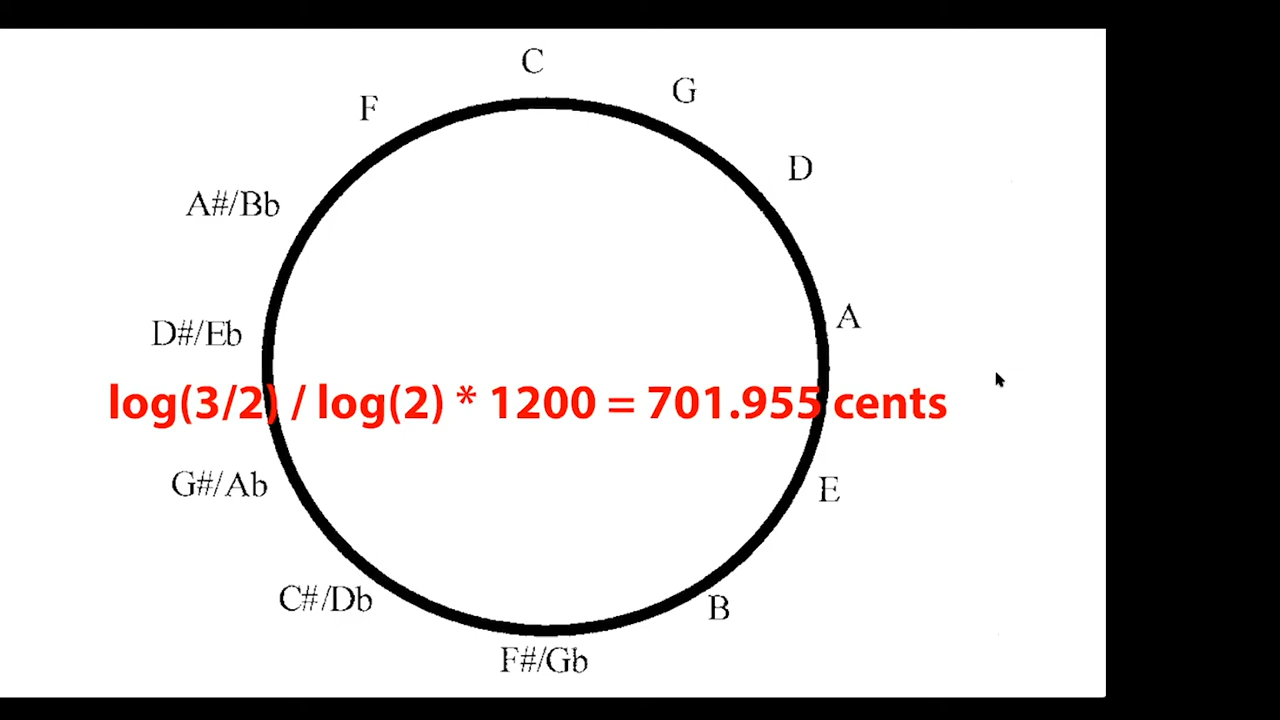 C
G
F
D
A#/Bb
A
D#/Eb
log(3/2) / log(2) * 1200 = 701.955 cents
G#/Ab
E
C#/Db
B
F#/Gb